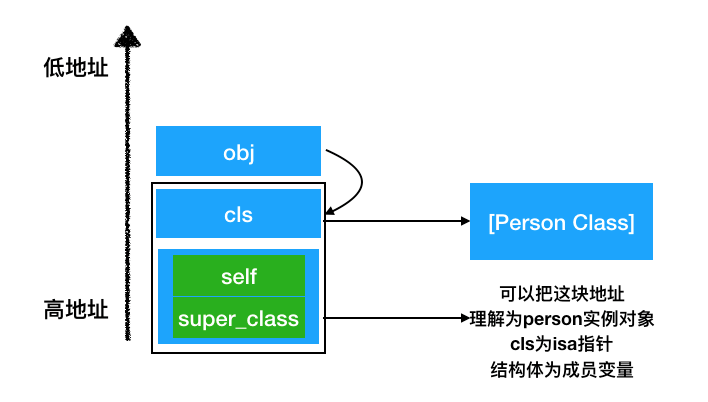 低地址
obj
cls
[Person Class]
self
super_class
高地址
可以把这块地址
理解为person实例对象
cls为isa指针
结构体为成员变量